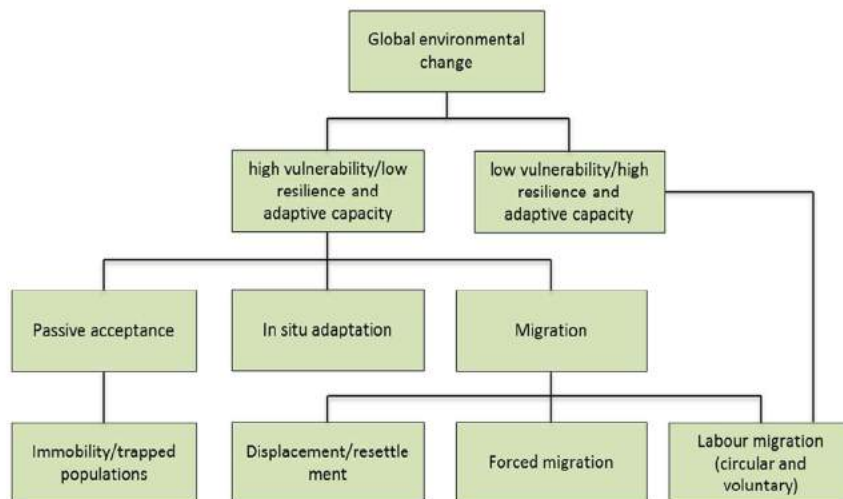 Global environmental
change
high vulnerability/low
resilience and
adaptive capacity
low vulnerability/high
resilience and
adaptive capacity
Passive acceptance
In situ adaptation
Migration
Immobility/trapped
populations
Displacement/resettle
ment
Forced migration
Labour migration
(circular and
voluntary)